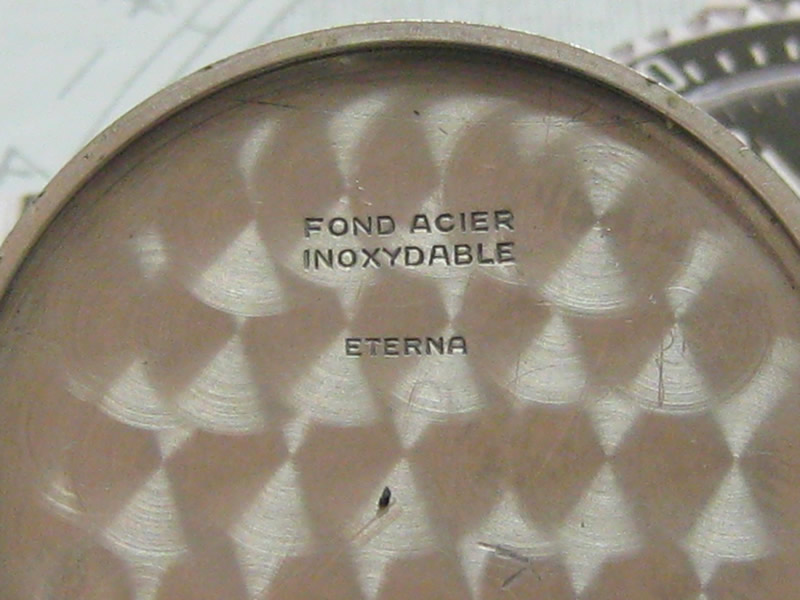 FOND ACIER
INOXYDABLE
ETERNA